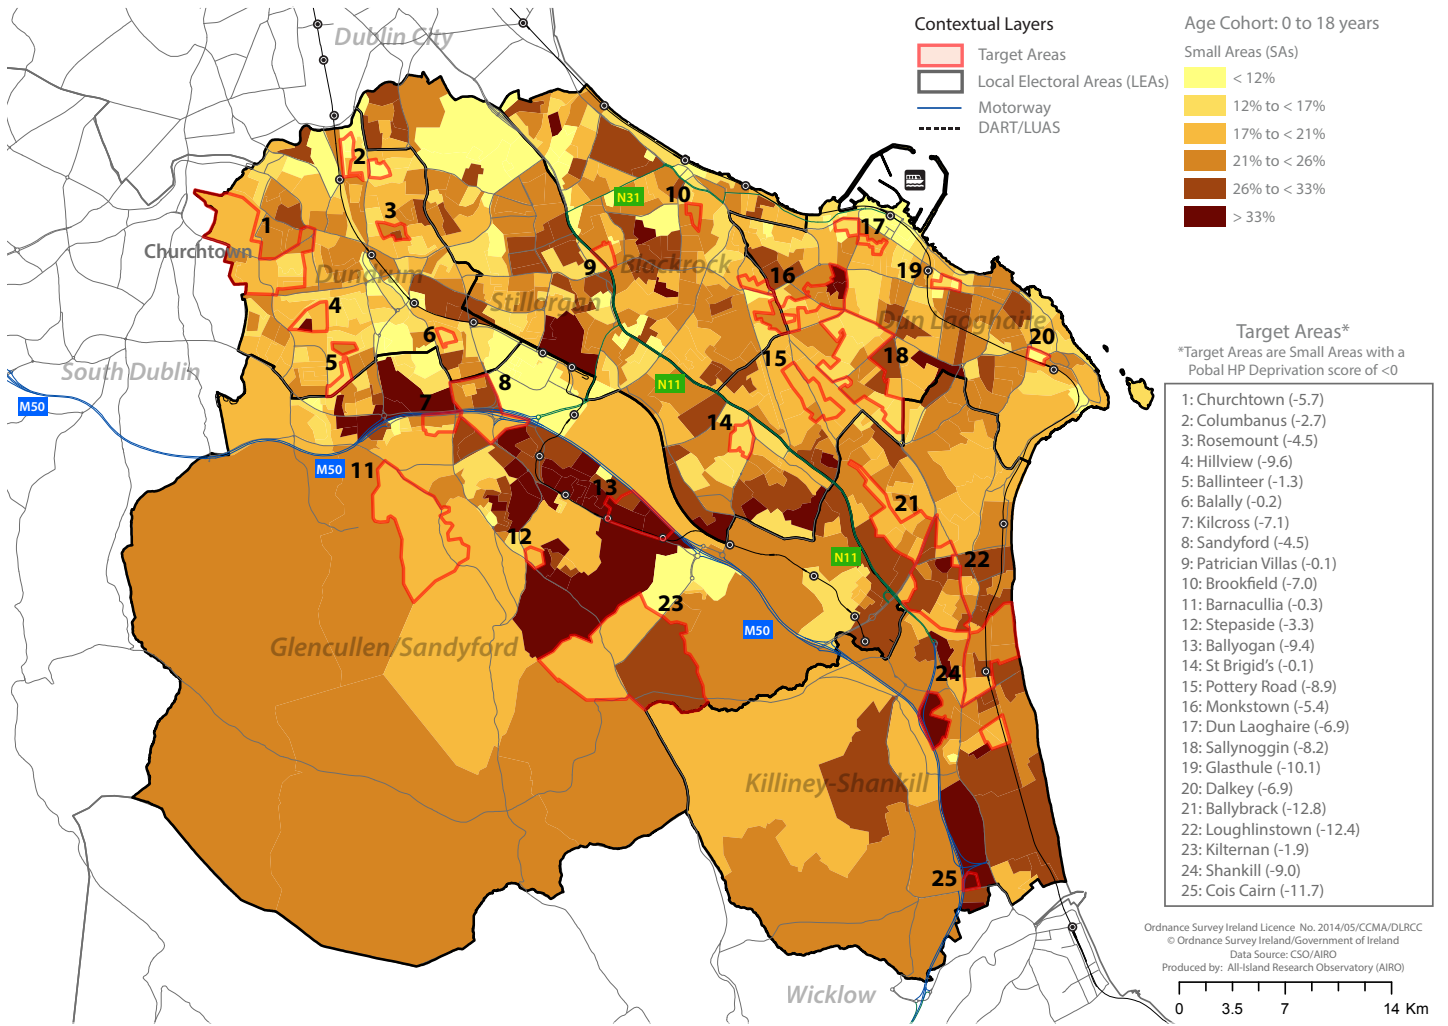 Contextual Layers
Target Areas
Local Electoral Areas (LEAs)
Motorway
DART/LUAS
Age Cohort: 0 to 18 years
Small Areas (SAs)
< 12%
12% to < 17%
17% to < 21%
21% to < 26%
26% to < 33%
> 33%
Dublin City
2
1
3
Churchtown
Dundrum
4
5
6
South Dublin
M50
N31
10
9
Blackrock
Stillorgan
16
17
19
Dún Laoghaire
20
15
18
N11
8
7
14
M50
11
13
12
21
N11
22
23
M50
Glencullen/Sandyford
24
Killiney-Shankill
25
Wicklow
Target Areas*
*Target Areas are Small Areas with a
Pobal HP Deprivation score of <0
1: Churchtown (-5.7)
2: Columbanus (-2.7)
3: Rosemount (-4.5)
4: Hillview (-9.6)
5: Ballinteer (-1.3)
6: Balally (-0.2)
7: Kilcross (-7.1)
8: Sandyford (-4.5)
9: Patrician Villas (-0.1)
10: Brookfield (-7.0)
11: Barnacullia (-0.3)
12: Stepaside (-3.3)
13: Ballyogan (-9.4)
14: St Brigid's (-0.1)
15: Pottery Road (-8.9)
16: Monkstown (-5.4)
17: Dun Laoghaire (-6.9)
18: Sallynoggin (-8.2)
19: Glasthule (-10.1)
20: Dalkey (-6.9)
21: Ballybrack (-12.8)
22: Loughlinstown (-12.4)
23: Kilternan (-1.9)
24: Shankill (-9.0)
25: Cois Cairn (-11.7)
Ordnance Survey Ireland Licence No. 2014/05/CCMA/DLRCC
© Ordnance Survey Ireland/Government of Ireland
Data Source: CSO/AIRO
Produced by: All-Island Research Observatory (AIRO)
0 3.5 7 14 Km